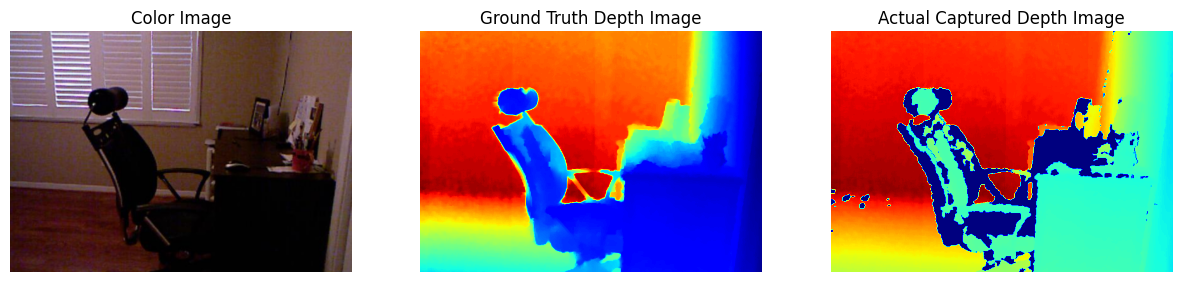 Color Image
Ground Truth Depth Image
Actual Captured Depth Image